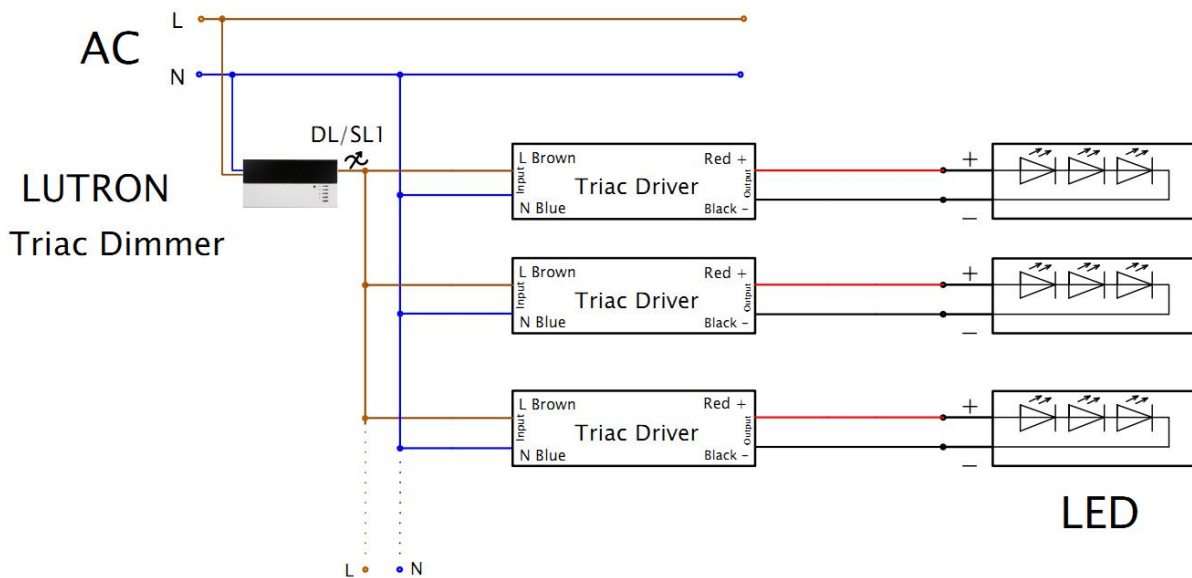 L
AC
N
DL/SL1
LUTRON
Triac Dimmer
L Brown
Red +
Input
Triac Driver
Output
N Blue
Black -
+
−
L Brown
Red +
Input
Triac Driver
Output
N Blue
Black -
+
−
L Brown
Red +
Input
Triac Driver
Output
N Blue
Black -
+
−
LED
L
N